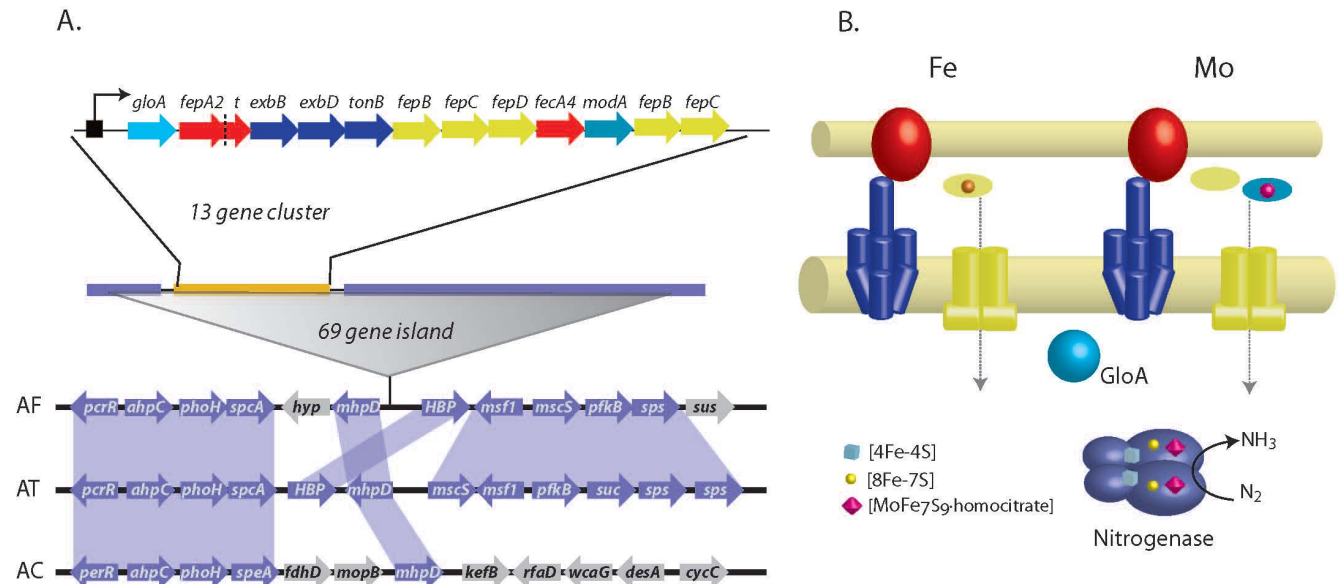 A.
gloA fepA2 t exbB exbD tonB fepB fepC fepD fecA4 modA fepB fepC
13 gene cluster
69 gene island
AF pcrR ahpC phoH spcA hyp mhpD HBP msf1 mscS pfkB sps sus
AT pcrR ahpC phoH spcA HBP mhpD mscS msf1 pfkB suc sps sps
AC perR ahpC phoH speA fdhD mopB mhpD kefB rfaD wcaG desA cycC
B.
Fe Mo
GloA
[4Fe-4S]
[8Fe-7S]
[MoFe7S9·homocitrate]
NH3
N2
Nitrogenase